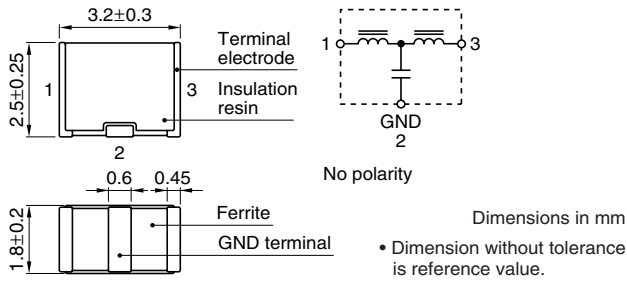 3.2±0.3
Terminal
electrode
1
3
2.5±0.25
Insulation
resin
2
1
3
GND
2
No polarity
0.6
0.45
1.8±0.2
Ferrite
GND terminal
Dimensions in mm
• Dimension without tolerance
is reference value.